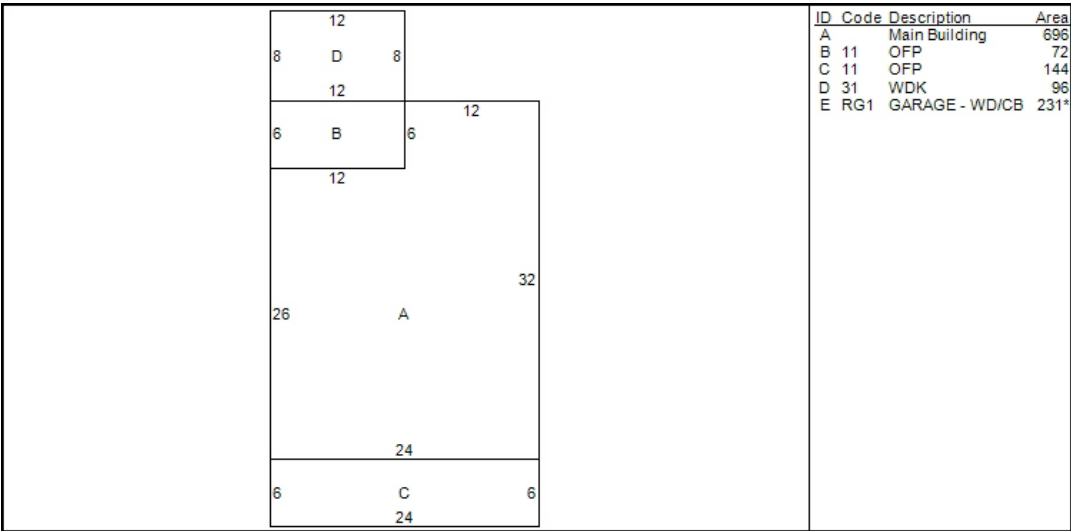 12
8 D 8
12
12
6 B 6
12
32
26 A
24
6 C 6
24
ID Code Description Area
A Main Building 696
B 11 OFP 72
C 11 OFP 144
D 31 WDK 96
E RG1 GARAGE - WD/CB 231*